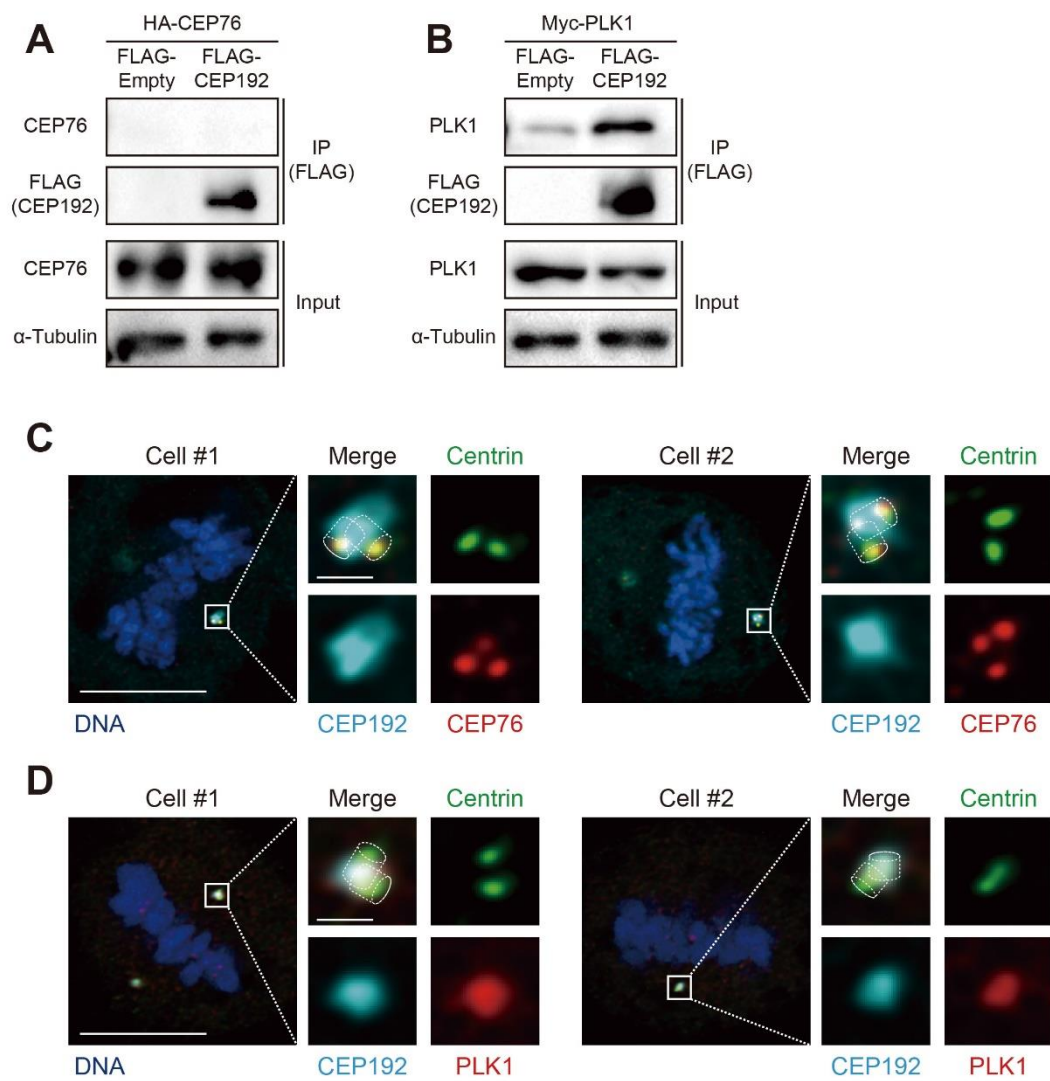 A
HA-CEP76
FLAG-
Empty
FLAG-
CEP192
CEP76
FLAG
(CEP192)
IP
(FLAG)
CEP76
α-Tubulin
Input
B
Myc-PLK1
FLAG-
Empty
FLAG-
CEP192
PLK1
FLAG
(CEP192)
IP
(FLAG)
PLK1
α-Tubulin
Input
C
Cell #1
Merge
Centrin
DNA
CEP192
CEP76
Cell #2
Merge
Centrin
CEP192
CEP76
D
Cell #1
Merge
Centrin
DNA
CEP192
PLK1
Cell #2
Merge
Centrin
CEP192
PLK1